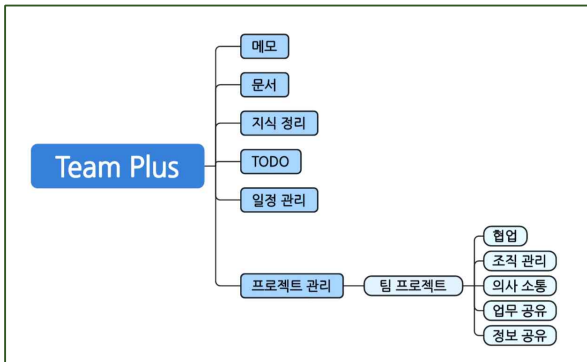 Team Plus
메모
문서
지식 정리
TODO
일정 관리
프로젝트 관리
팀 프로젝트
협업
조직 관리
의사 소통
업무 공유
정보 공유